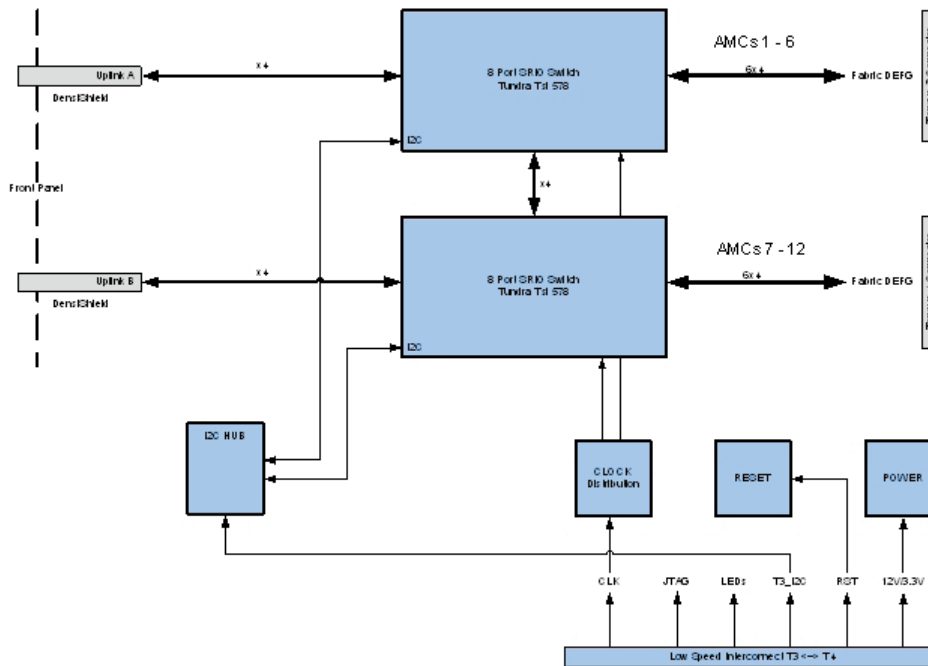 AMCs 1 - 6
8 Port SRIO Switch
Tundra Tsi 578
Uplink A
x4
6x4
Fabric DEFG
DensiShield
I2C
Front Panel
x4
AMCs 7 - 12
8 Port SRIO Switch
Tundra Tsi 578
Uplink B
x4
6x4
Fabric DEFG
DensiShield
I2C
I2C HUB
CLOCK
Distribution
RESET
POWER
CLK
JTAG
LEDs
T3_I2C
RST
12V/3.3V
Low Speed Interconnect T3 <--> T4